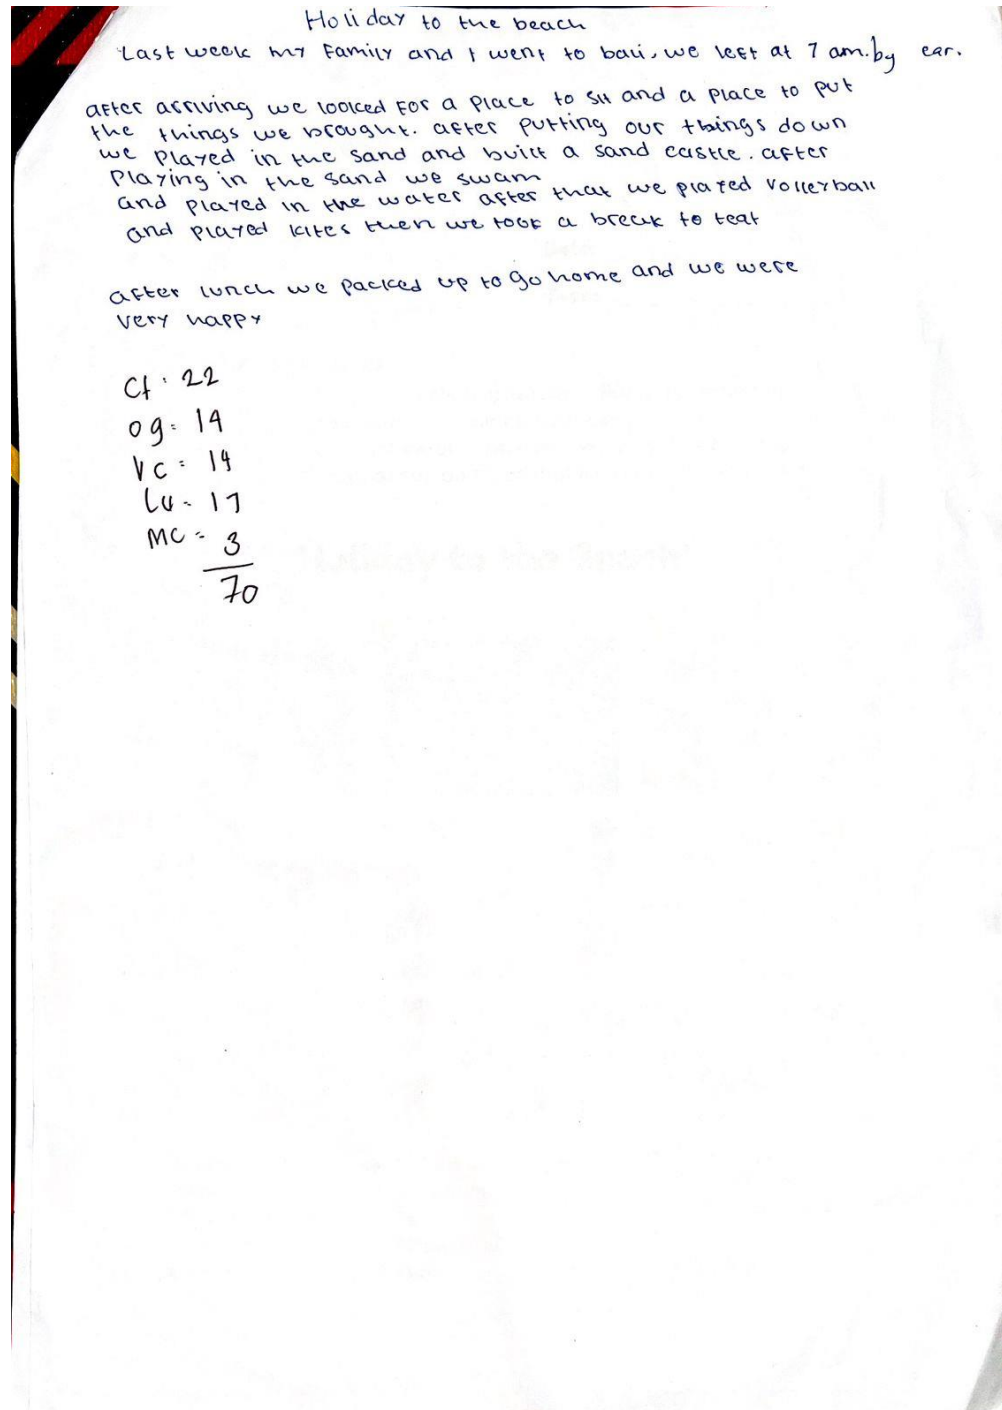 Holiday to the beach
Last week my Family and I went to bali, we left at 7 am. by car.
after arriving we looked For a place to sit and a place to put
the things we brought. after putting our things down
we played in the sand and built a sand castle. after
Playing in the sand we swam
and played in the water after that we played volleyball
and played kites then we took a break to teat
after lunch we packed up to go home and we were
very happy
Ct: 22
og: 14
Vc: 14
Lu: 17
MC: 3
70